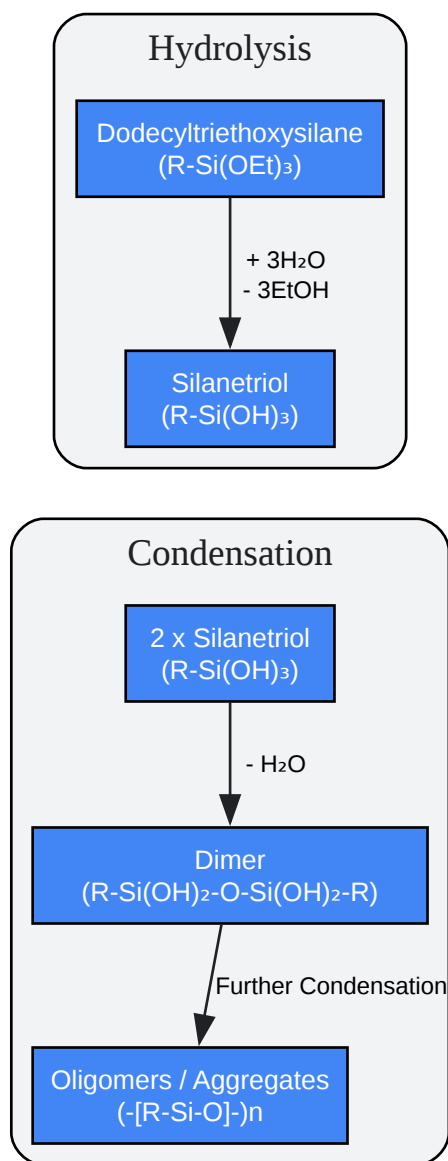 Hydrolysis
Dodecyltriethoxysilane
(R-Si(OEt)₃)
+ 3H₂O
- 3EtOH
Silanetriol
(R-Si(OH)₃)
Condensation
2 x Silanetriol
(R-Si(OH)₃)
- H₂O
Dimer
(R-Si(OH)₂-O-Si(OH)₂-R)
Further Condensation
Oligomers / Aggregates
(-[R-Si-O]-)n